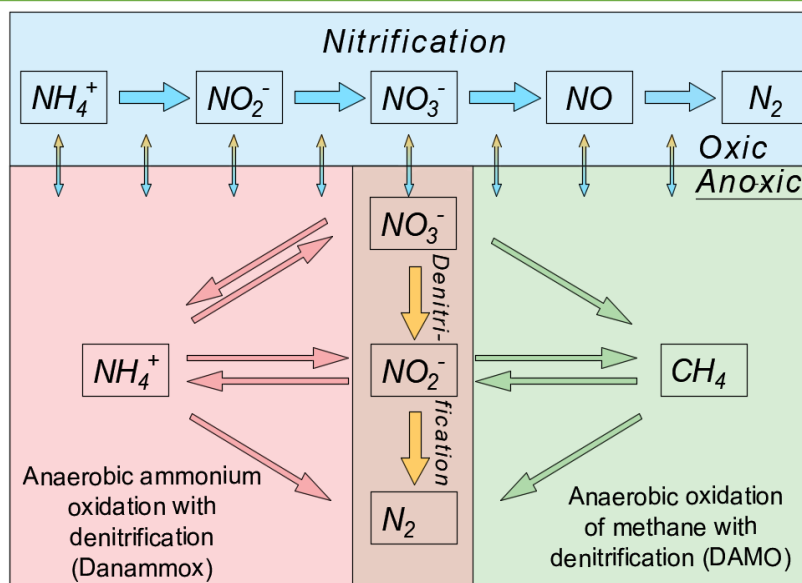 Nitrification
NH₄⁺ NO₂⁻ NO₃⁻ NO N₂
Oxic
Anoxic
NO₃⁻
Denitri-
NH₄⁺ NO₂⁻ CH₄
fication
Anaerobic ammonium
oxidation with
denitrification
(Danammox)
N₂
Anaerobic oxidation
of methane with
denitrification (DAMO)